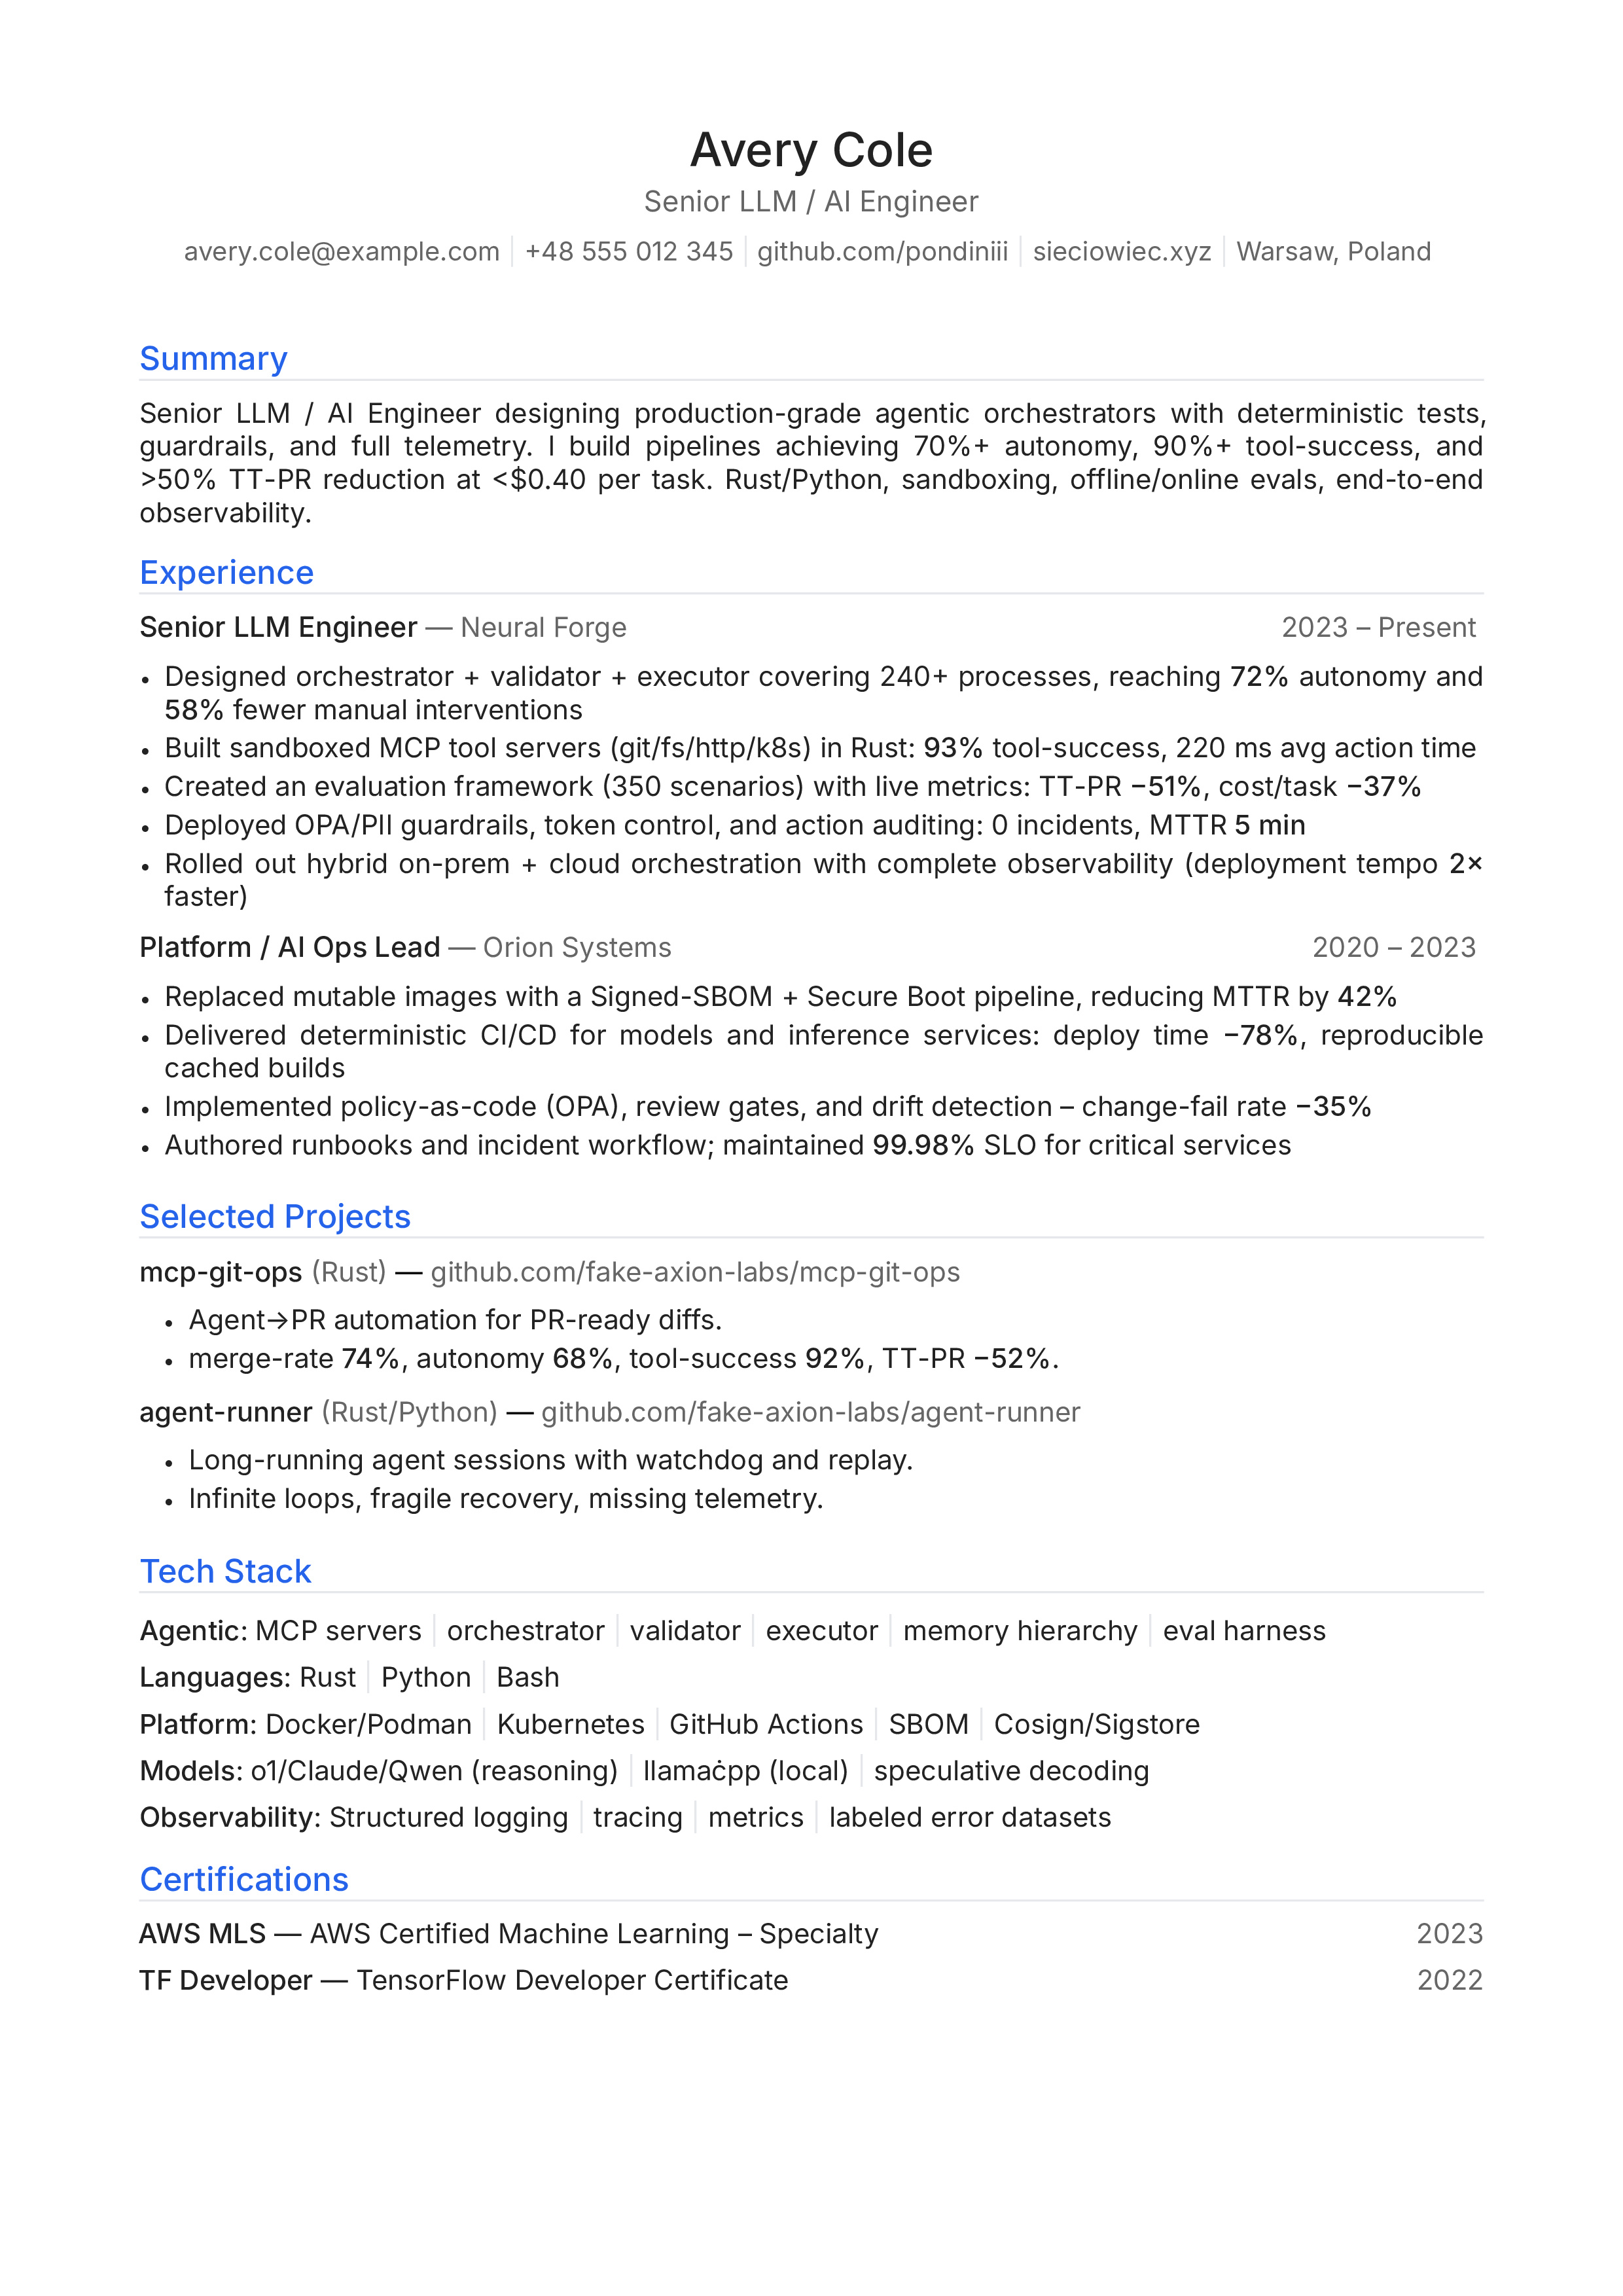 Avery Cole
Senior LLM / AI Engineer
avery.cole@example.com | +48 555 012 345 | github.com/pondiniii | sieciowiec.xyz | Warsaw, Poland
Summary
Senior LLM / AI Engineer designing production-grade agentic orchestrators with deterministic tests,
guardrails, and full telemetry. I build pipelines achieving 70%+ autonomy, 90%+ tool-success, and
>50% TT-PR reduction at <$0.40 per task. Rust/Python, sandboxing, offline/online evals, end-to-end
observability.
Experience
Senior LLM Engineer — Neural Forge 2023 – Present
• Designed orchestrator + validator + executor covering 240+ processes, reaching 72% autonomy and
58% fewer manual interventions
• Built sandboxed MCP tool servers (git/fs/http/k8s) in Rust: 93% tool-success, 220 ms avg action time
• Created an evaluation framework (350 scenarios) with live metrics: TT-PR −51%, cost/task −37%
• Deployed OPA/PII guardrails, token control, and action auditing: 0 incidents, MTTR 5 min
• Rolled out hybrid on-prem + cloud orchestration with complete observability (deployment tempo 2×
faster)
Platform / AI Ops Lead — Orion Systems 2020 – 2023
• Replaced mutable images with a Signed-SBOM + Secure Boot pipeline, reducing MTTR by 42%
• Delivered deterministic CI/CD for models and inference services: deploy time −78%, reproducible
cached builds
• Implemented policy-as-code (OPA), review gates, and drift detection – change-fail rate −35%
• Authored runbooks and incident workflow; maintained 99.98% SLO for critical services
Selected Projects
mcp-git-ops (Rust) — github.com/fake-axion-labs/mcp-git-ops
• Agent→PR automation for PR-ready diffs.
• merge-rate 74%, autonomy 68%, tool-success 92%, TT-PR −52%.
agent-runner (Rust/Python) — github.com/fake-axion-labs/agent-runner
• Long-running agent sessions with watchdog and replay.
• Infinite loops, fragile recovery, missing telemetry.
Tech Stack
Agentic: MCP servers | orchestrator | validator | executor | memory hierarchy | eval harness
Languages: Rust | Python | Bash
Platform: Docker/Podman | Kubernetes | GitHub Actions | SBOM | Cosign/Sigstore
Models: o1/Claude/Qwen (reasoning) | llamaċpp (local) | speculative decoding
Observability: Structured logging | tracing | metrics | labeled error datasets
Certifications
AWS MLS — AWS Certified Machine Learning – Specialty 2023
TF Developer — TensorFlow Developer Certificate 2022